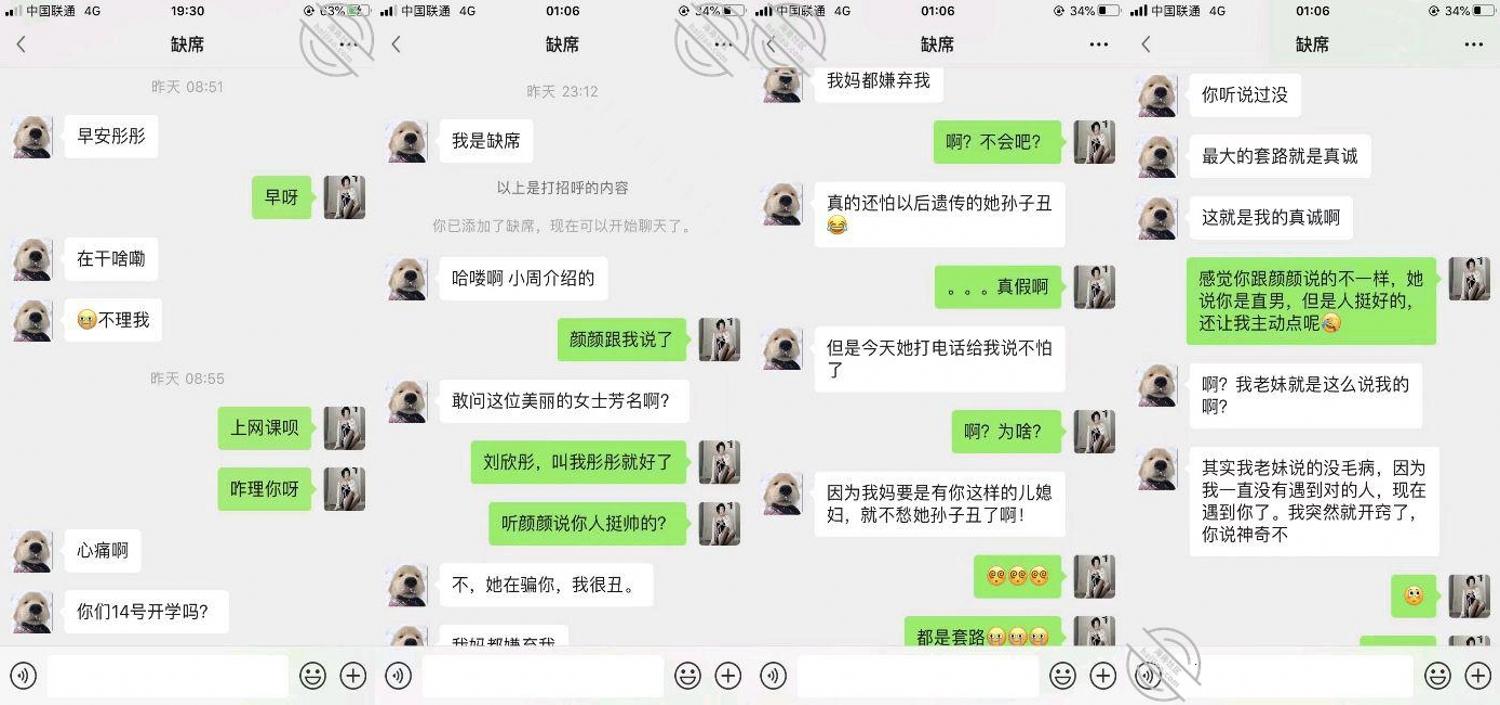 中国联通 4G
19:30
63%
缺席
昨天 08:51
早安彤彤
早呀
在干啥嘞
😬不理我
昨天 08:55
上网课呗
咋理你呀
心痛啊
你们14号开学吗?
中国联通 4G
01:06
34%
缺席
昨天 23:12
我是缺席
以上是打招呼的内容
你已添加了缺席,现在可以开始聊天了。
哈喽啊 小周介绍的
颜颜跟我说了
敢问这位美丽的女士芳名啊?
刘欣彤,叫我彤彤就好了
听颜颜说你人挺帅的?
不,她在骗你,我很丑。
我妈都嫌弃我
中国联通 4G
01:06
34%
缺席
我妈都嫌弃我
啊?不会吧?
真的还怕以后遗传的她孙子丑
😂
。。。真假啊
但是今天她打电话给我说不怕
了
啊?为啥?
因为我妈要是有你这样的儿媳
妇,就不愁她孙子丑了啊!
😵😵😵
都是套路😬😬😬
中国联通 4G
01:06
34%
缺席
你听说过没
最大的套路就是真诚
这就是我的真诚啊
感觉你跟颜颜说的不一样,她
说你是直男,但是人挺好的,
还让我主动点呢🤣
啊?我老妹就是这么说我的
啊?
其实我老妹说的没毛病,因为
我一直没有遇到对的人,现在
遇到你了。我突然就开窍了,
你说神奇不
🥺